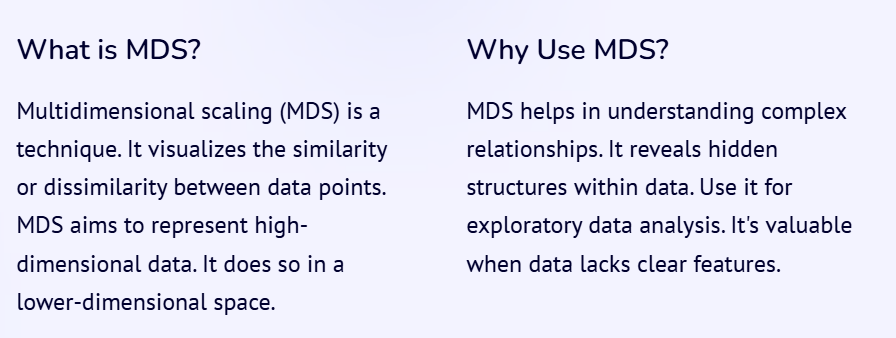 What is MDS?
Multidimensional scaling (MDS) is a
technique. It visualizes the similarity
or dissimilarity between data points.
MDS aims to represent high-
dimensional data. It does so in a
lower-dimensional space.
Why Use MDS?
MDS helps in understanding complex
relationships. It reveals hidden
structures within data. Use it for
exploratory data analysis. It's valuable
when data lacks clear features.